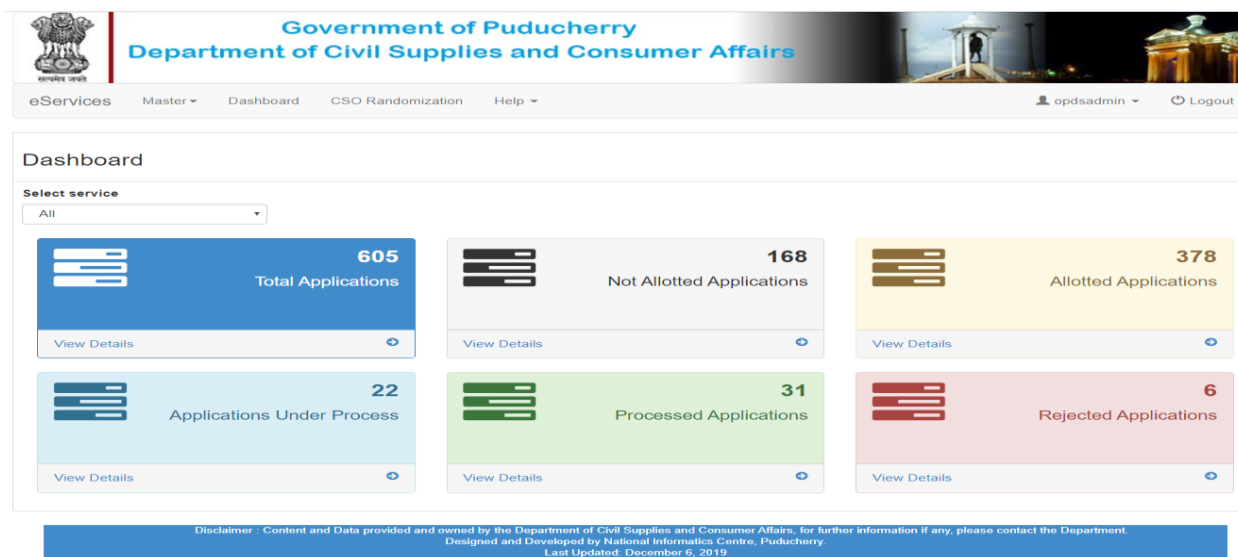 Government of Puducherry
Department of Civil Supplies and Consumer Affairs
सत्यमेव जयते
eServices Master Dashboard CSO Randomization Help opdsadmin Logout
Dashboard
Select service
All
605
Total Applications
View Details
168
Not Allotted Applications
View Details
378
Allotted Applications
View Details
22
Applications Under Process
View Details
31
Processed Applications
View Details
6
Rejected Applications
View Details
Disclaimer : Content and Data provided and owned by the Department of Civil Supplies and Consumer Affairs, for further information if any, please contact the Department.
Designed and Developed by National Informatics Centre, Puducherry.
Last Updated: December 6, 2019